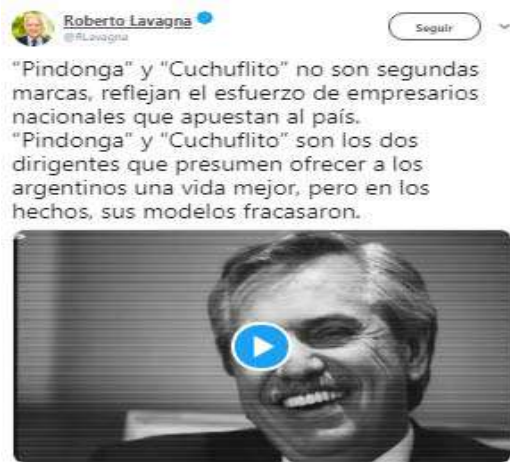 Roberto Lavagna
@RLavagna
Seguir
"Pindonga" y "Cuchuflito" no son segundas
marcas, reflejan el esfuerzo de empresarios
nacionales que apuestan al país.
"Pindonga" y "Cuchuflito" son los dos
dirigentes que presumen ofrecer a los
argentinos una vida mejor, pero en los
hechos, sus modelos fracasaron.